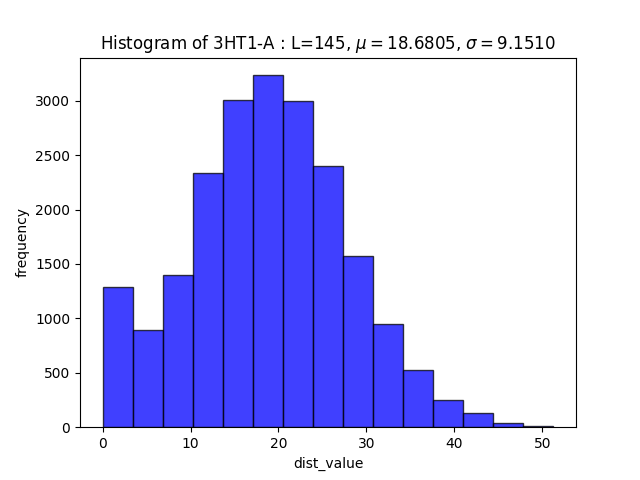 Histogram of 3HT1-A : L=145, μ = 18.6805, σ = 9.1510
3000
2500
2000
1500
1000
500
0
frequency
0 10 20 30 40 50
dist_value